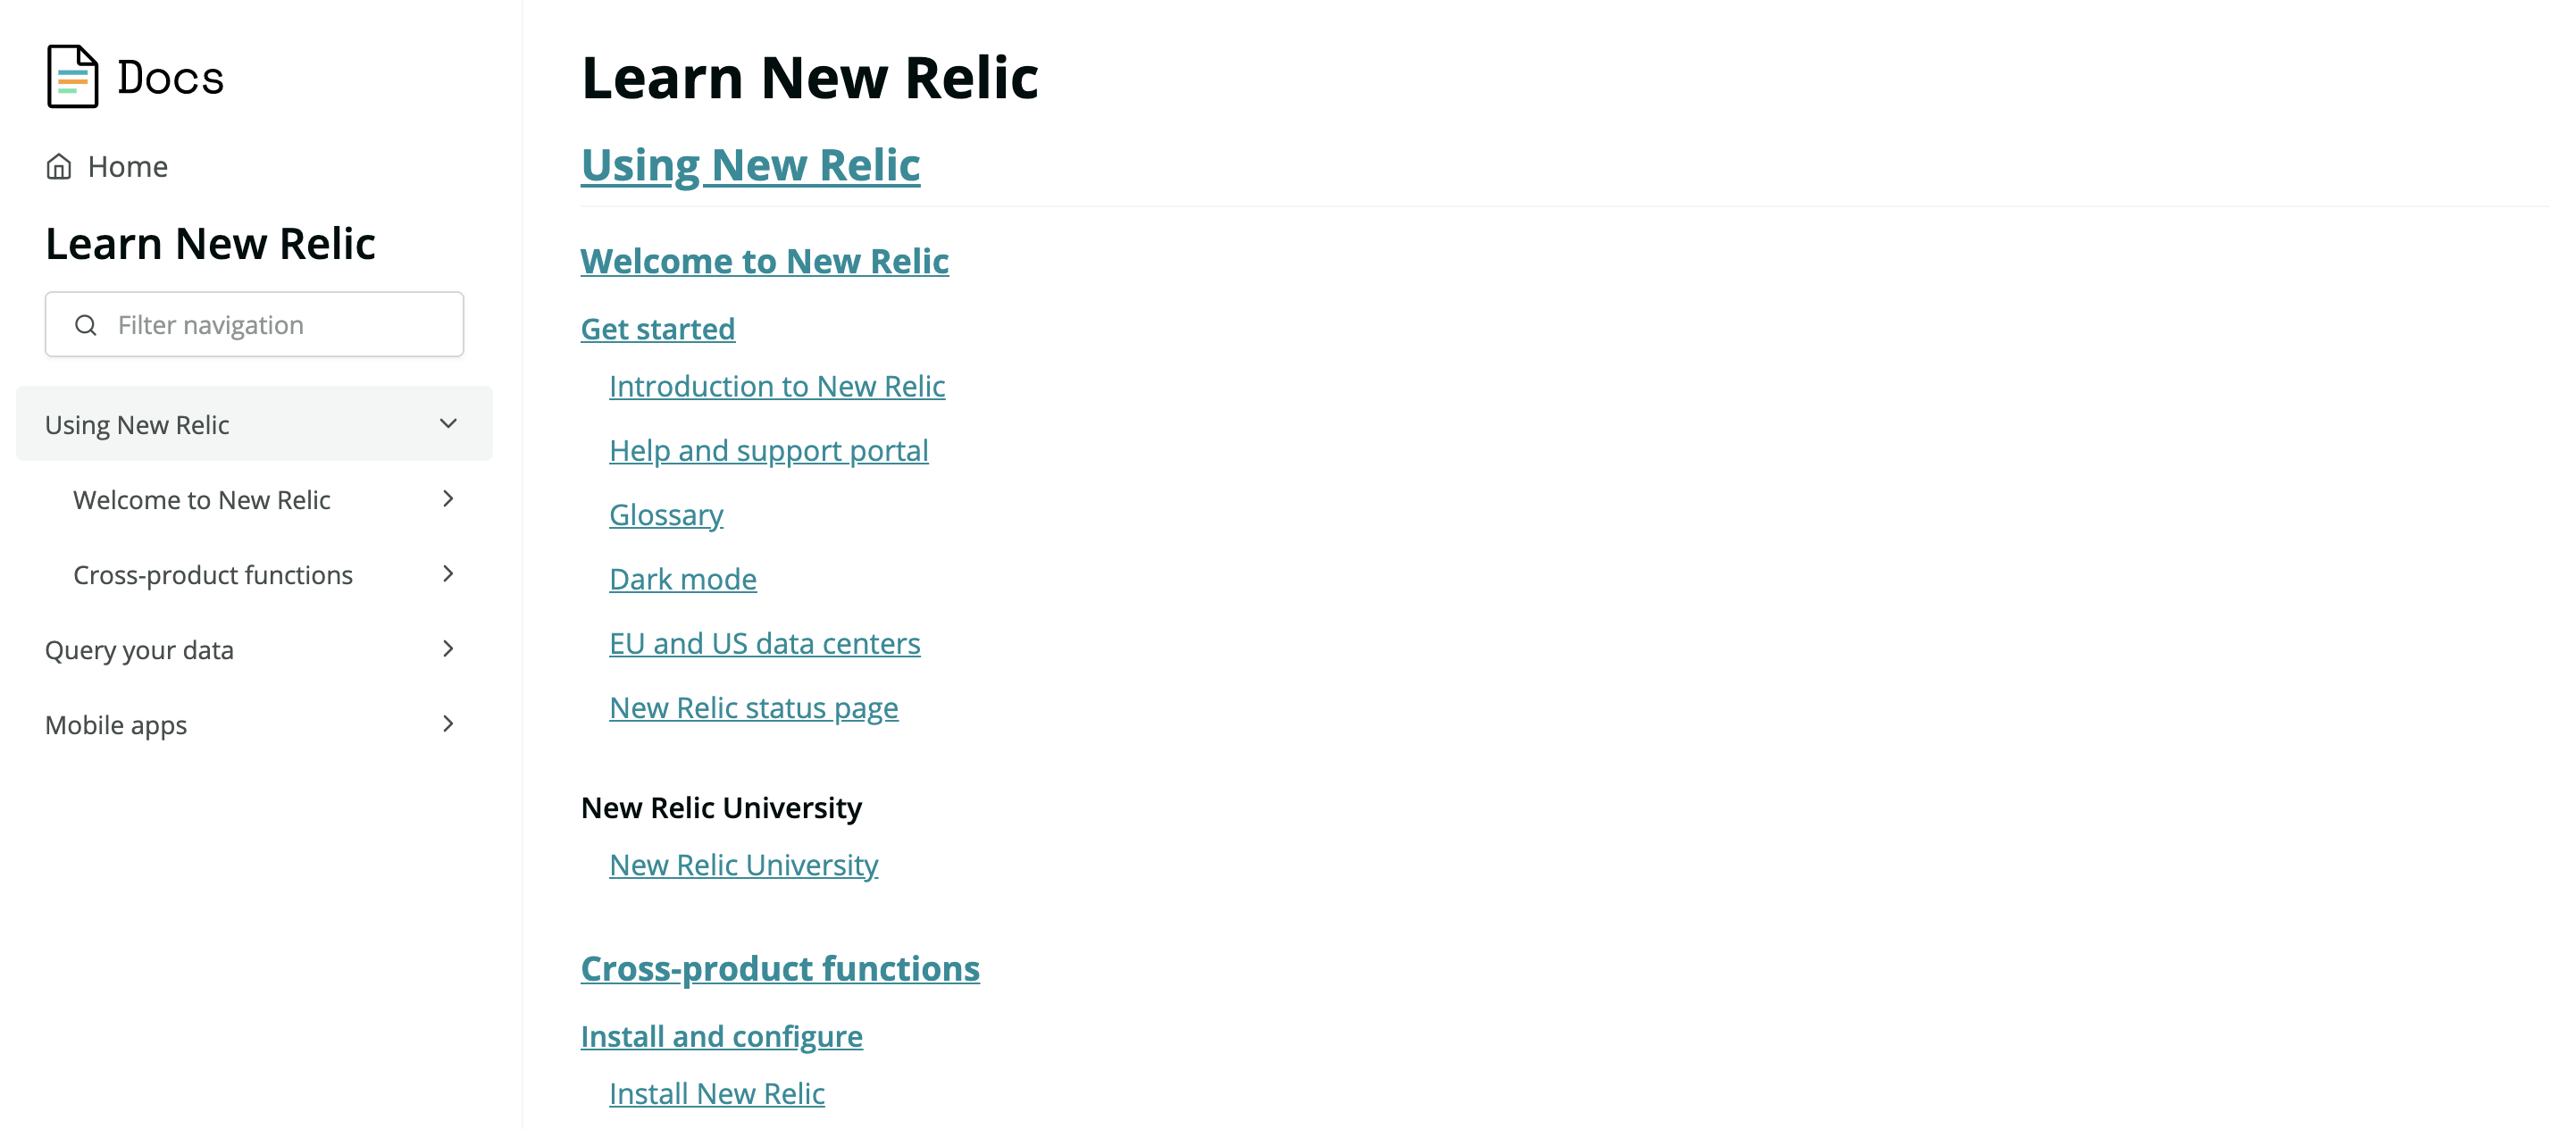 Docs
Home
Learn New Relic
Filter navigation
Using New Relic
Welcome to New Relic
Cross-product functions
Query your data
Mobile apps
Learn New Relic
Using New Relic
Welcome to New Relic
Get started
Introduction to New Relic
Help and support portal
Glossary
Dark mode
EU and US data centers
New Relic status page
New Relic University
New Relic University
Cross-product functions
Install and configure
Install New Relic